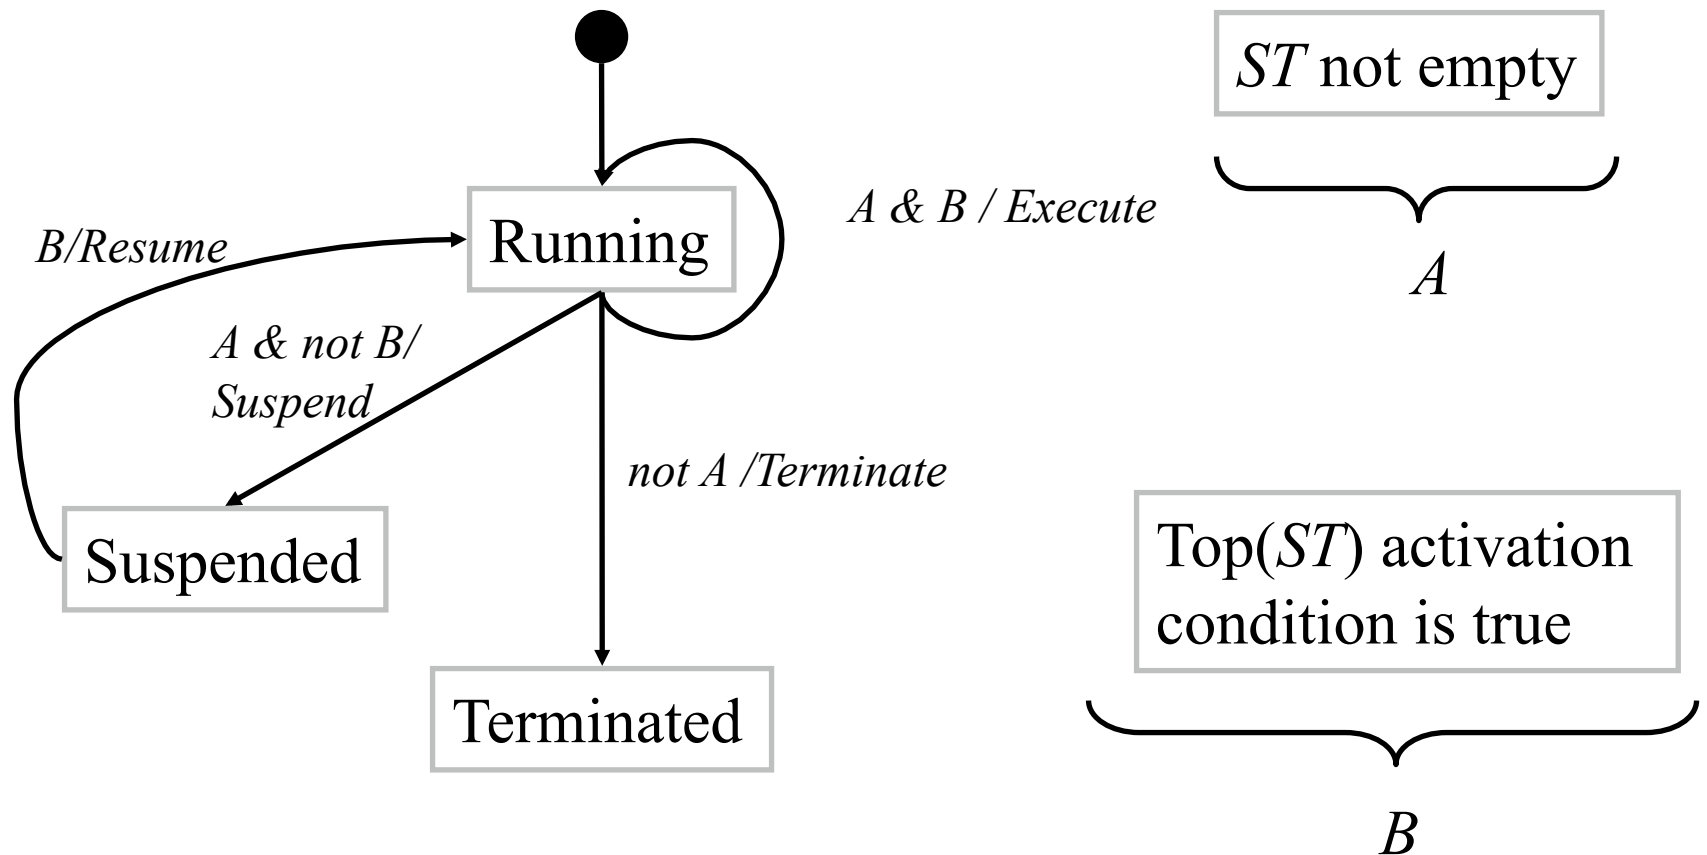 ST not empty
A & B / Execute
B/Resume
Running
A
A & not B/
Suspend
not A /Terminate
Top(ST) activation
condition is true
Suspended
Terminated
B